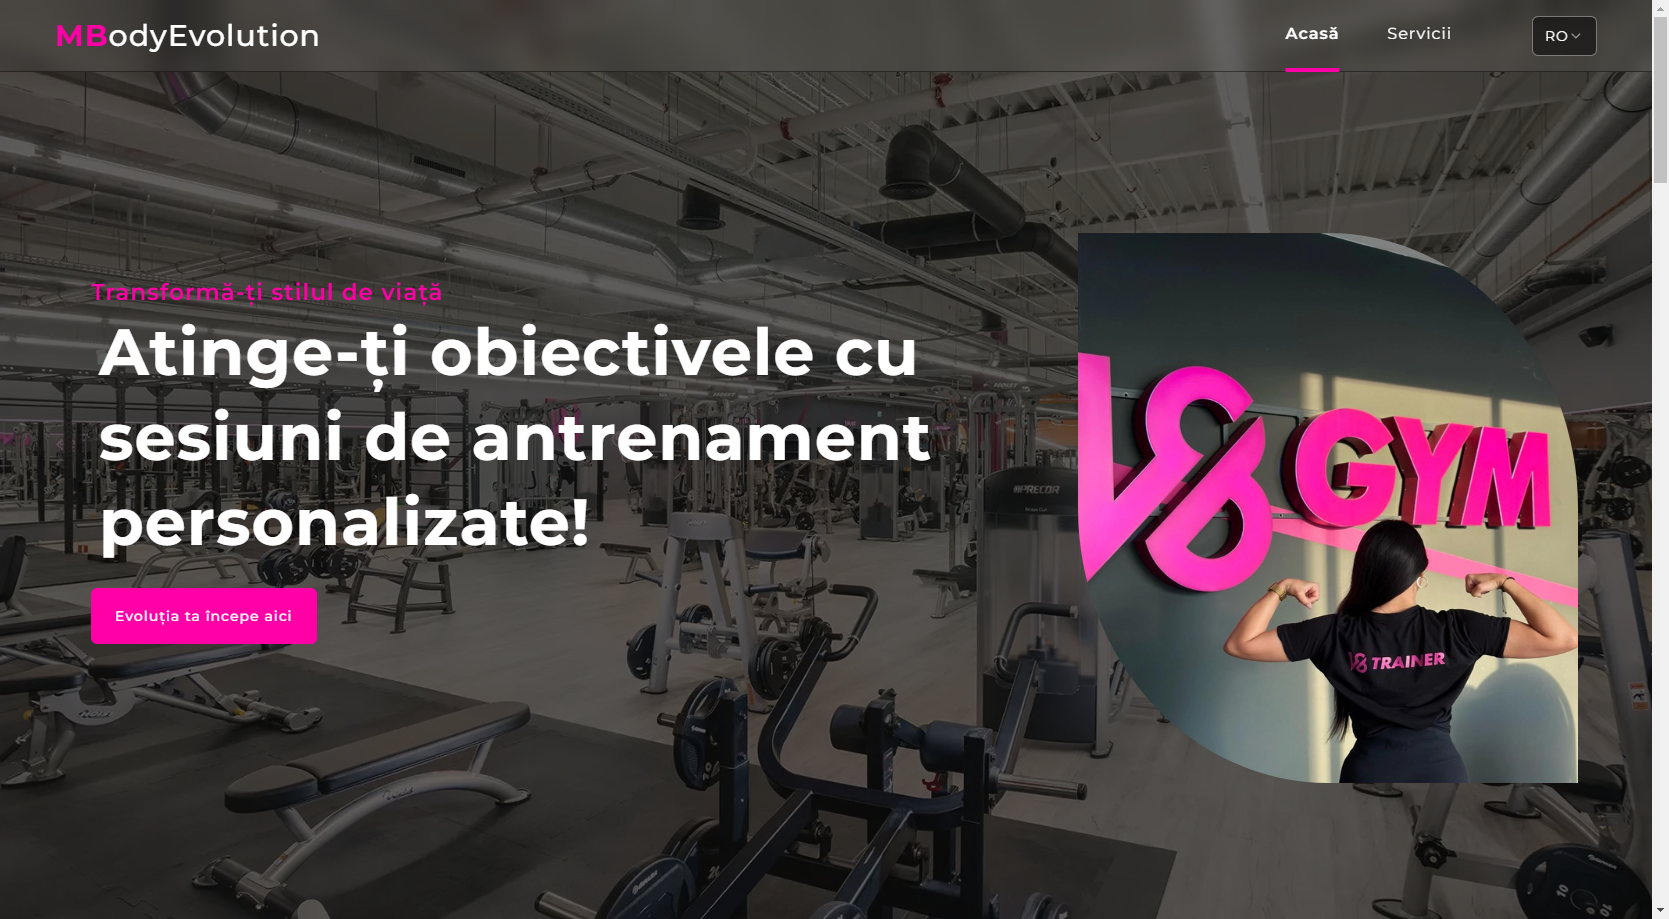 MBodyEvolution
Acasă
Servicii
RO
Transformă-ți stilul de viață
Atinge-ți obiectivele cu
sesiuni de antrenament
personalizate!
Evoluția ta începe aici
GYM
TRAINER
PRECOR
10